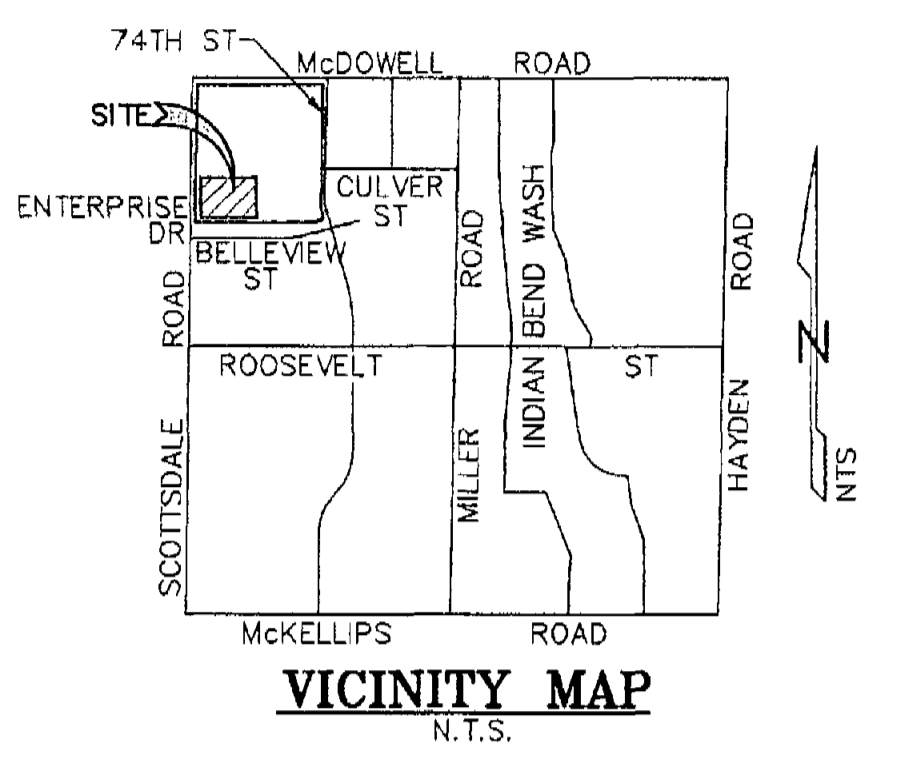 74TH ST
McDOWELL ROAD
SITE
CULVER
ST
ENTERPRISE
DR
BELLEVIEW
ST
ROAD
ROAD
INDIAN BEND WASH
ROAD
N
NTS
ROOSEVELT ST
SCOTTSDALE
MILLER
HAYDEN
McKELLIPS ROAD
VICINITY MAP
N.T.S.